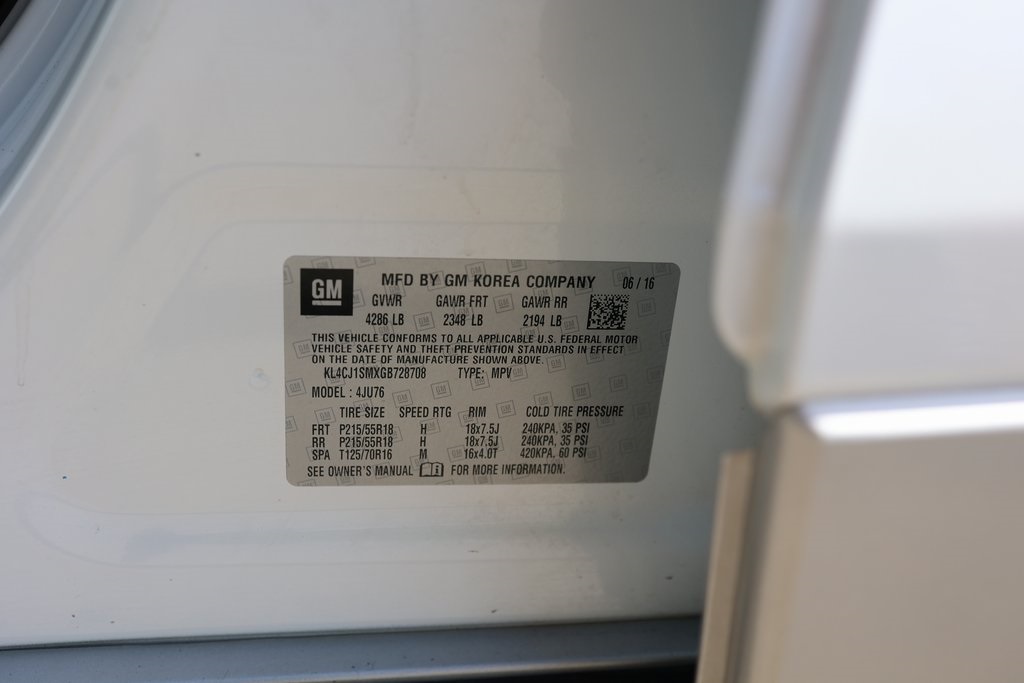 GM MFD BY GM KOREA COMPANY 06 / 16
GVWR GAWR FRT GAWR RR
4286 LB 2348 LB 2194 LB
THIS VEHICLE CONFORMS TO ALL APPLICABLE U.S. FEDERAL MOTOR
VEHICLE SAFETY AND THEFT PREVENTION STANDARDS IN EFFECT
ON THE DATE OF MANUFACTURE SHOWN ABOVE.
KL4CJ1SMXGB728708 TYPE: MPV
MODEL : 4JU76
TIRE SIZE SPEED RTG RIM COLD TIRE PRESSURE
FRT P215/55R18 H 18x7.5J 240KPA, 35 PSI
RR P215/55R18 H 18x7.5J 240KPA, 35 PSI
SPA T125/70R16 M 16x4.0T 420KPA, 60 PSI
SEE OWNER'S MANUAL FOR MORE INFORMATION.